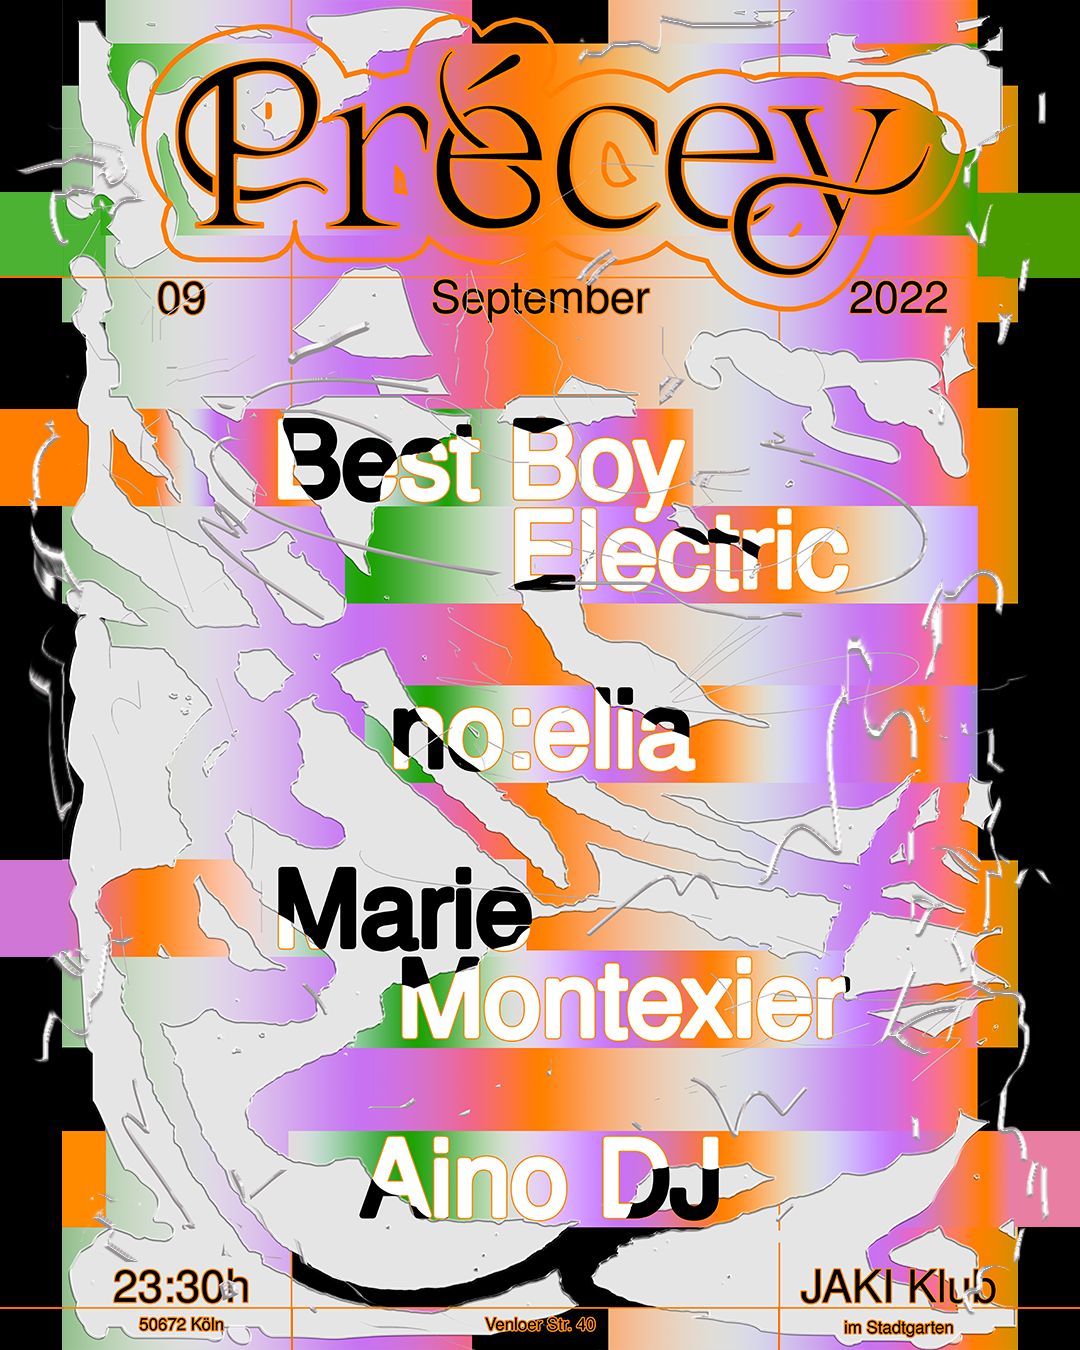 Précey
09 September 2022
Best Boy
Electric
no:elia
Marie
Montexier
Aino DJ
23:30h JAKI Klub
50672 Köln Venloer Str. 40 im Stadtgarten